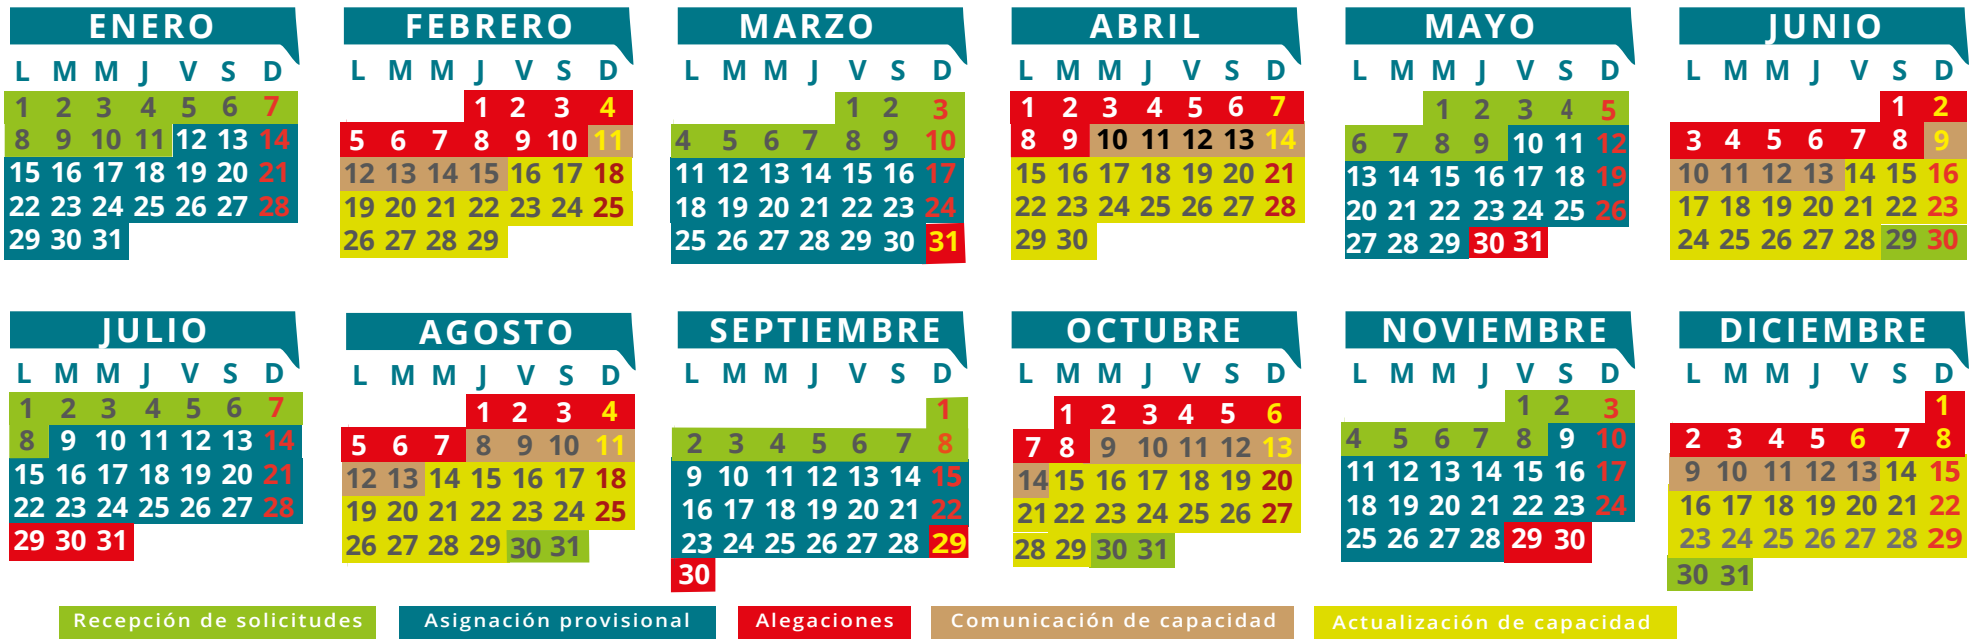 ENERO
L M M J V S D
1 2 3 4 5 6 7
8 9 10 11 12 13 14
15 16 17 18 19 20 21
22 23 24 25 26 27 28
29 30 31
FEBRERO
L M M J V S D
1 2 3 4
5 6 7 8 9 10 11
12 13 14 15 16 17 18
19 20 21 22 23 24 25
26 27 28 29
MARZO
L M M J V S D
1 2 3
4 5 6 7 8 9 10
11 12 13 14 15 16 17
18 19 20 21 22 23 24
25 26 27 28 29 30 31
ABRIL
L M M J V S D
1 2 3 4 5 6 7
8 9 10 11 12 13 14
15 16 17 18 19 20 21
22 23 24 25 26 27 28
29 30
MAYO
L M M J V S D
1 2 3 4 5
6 7 8 9 10 11 12
13 14 15 16 17 18 19
20 21 22 23 24 25 26
27 28 29 30 31
JUNIO
L M M J V S D
1 2
3 4 5 6 7 8 9
10 11 12 13 14 15 16
17 18 19 20 21 22 23
24 25 26 27 28 29 30
JULIO
L M M J V S D
1 2 3 4 5 6 7
8 9 10 11 12 13 14
15 16 17 18 19 20 21
22 23 24 25 26 27 28
29 30 31
AGOSTO
L M M J V S D
1 2 3 4
5 6 7 8 9 10 11
12 13 14 15 16 17 18
19 20 21 22 23 24 25
26 27 28 29 30 31
SEPTIEMBRE
L M M J V S D
1
2 3 4 5 6 7 8
9 10 11 12 13 14 15
16 17 18 19 20 21 22
23 24 25 26 27 28 29
30
OCTUBRE
L M M J V S D
1 2 3 4 5 6
7 8 9 10 11 12 13
14 15 16 17 18 19 20
21 22 23 24 25 26 27
28 29 30 31
NOVIEMBRE
L M M J V S D
1 2 3
4 5 6 7 8 9 10
11 12 13 14 15 16 17
18 19 20 21 22 23 24
25 26 27 28 29 30
DICIEMBRE
L M M J V S D
1
2 3 4 5 6 7 8
9 10 11 12 13 14 15
16 17 18 19 20 21 22
23 24 25 26 27 28 29
30 31
Recepción de solicitudes
Asignación provisional
Alegaciones
Comunicación de capacidad
Actualización de capacidad